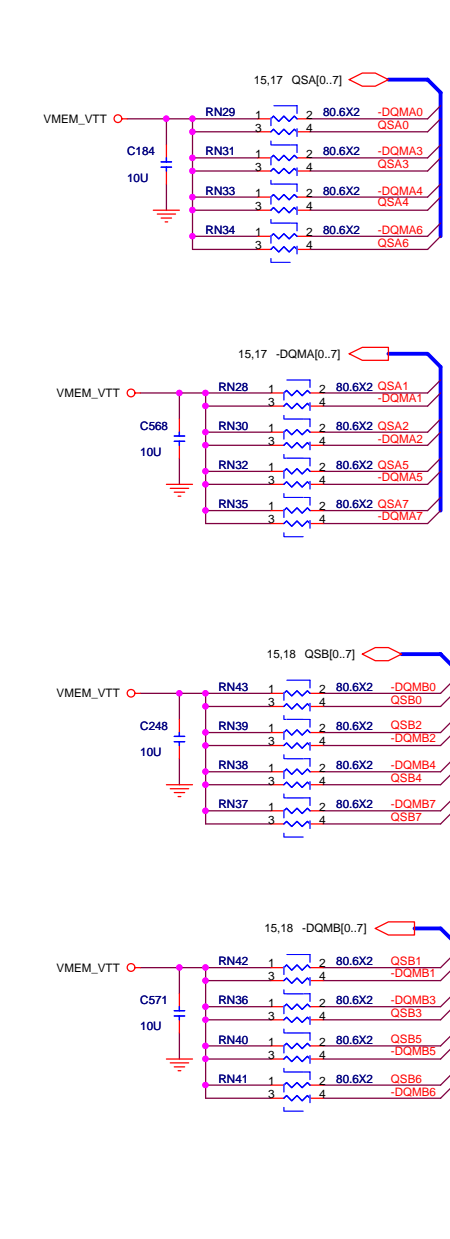 15,17 QSA[0..7]
RN29 1 2 80.6X2 -DQMA0
VMEM_VTT 3 4 QSA0
C184 RN31 1 2 80.6X2 -DQMA3
3 4 QSA3
10U
RN33 1 2 80.6X2 -DQMA4
3 4 QSA4
RN34 1 2 80.6X2 -DQMA6
3 4 QSA6
15,17 -DQMA[0..7]
VMEM_VTT RN28 1 2 80.6X2 QSA1
3 4 -DQMA1
C568 RN30 1 2 80.6X2 QSA2
3 4 -DQMA2
10U
RN32 1 2 80.6X2 QSA5
3 4 -DQMA5
RN35 1 2 80.6X2 QSA7
3 4 -DQMA7
15,18 QSB[0..7]
VMEM_VTT RN43 1 2 80.6X2 -DQMB0
3 4 QSB0
C248 RN39 1 2 80.6X2 QSB2
3 4 -DQMB2
10U
RN38 1 2 80.6X2 -DQMB4
3 4 QSB4
RN37 1 2 80.6X2 -DQMB7
3 4 QSB7
15,18 -DQMB[0..7]
VMEM_VTT RN42 1 2 80.6X2 QSB1
3 4 -DQMB1
C571 RN36 1 2 80.6X2 -DQMB3
3 4 QSB3
10U
RN40 1 2 80.6X2 QSB5
3 4 -DQMB5
RN41 1 2 80.6X2 QSB6
3 4 -DQMB6